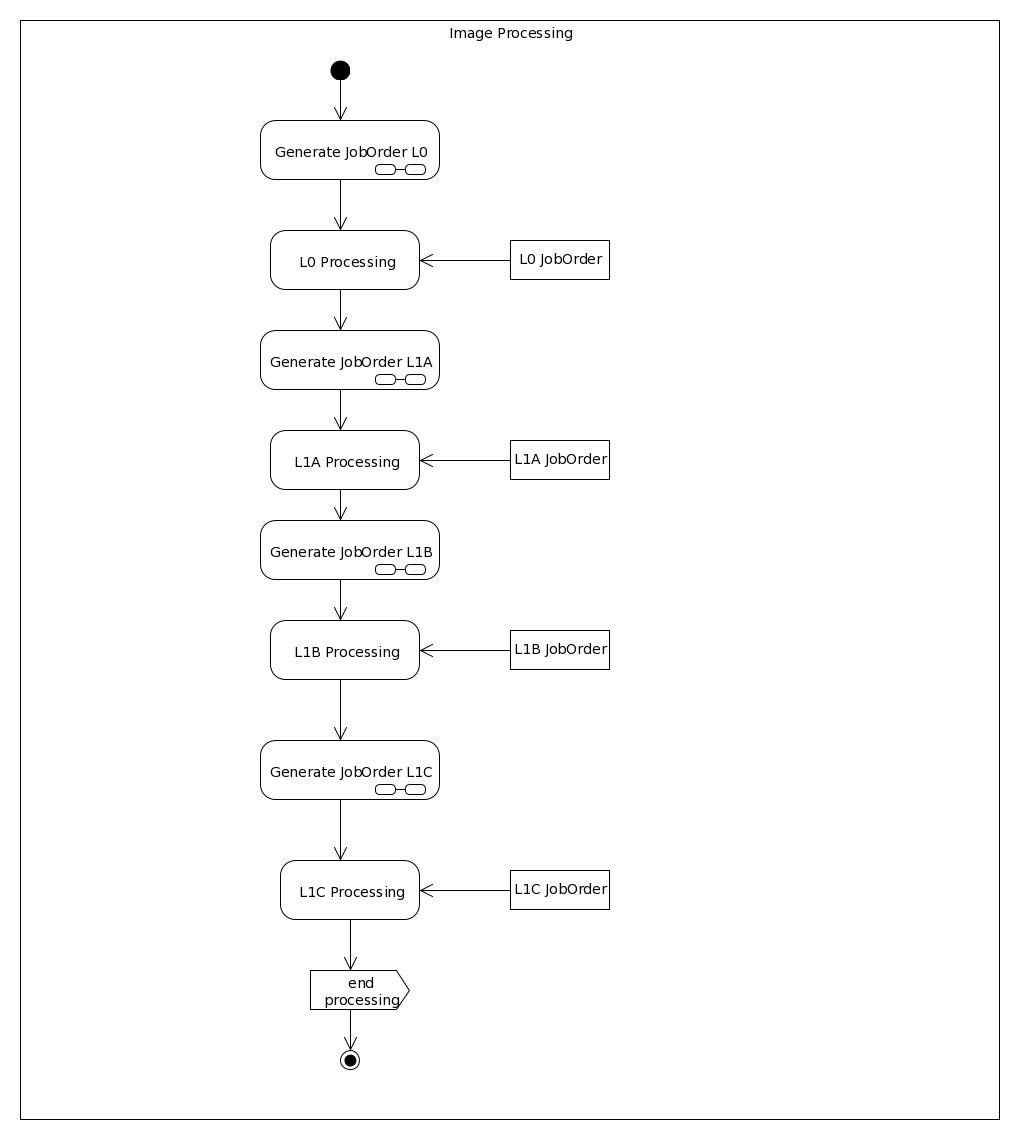 Image Processing
Generate JobOrder L0
L0 Processing
L0 JobOrder
Generate JobOrder L1A
L1A Processing
L1A JobOrder
Generate JobOrder L1B
L1B Processing
L1B JobOrder
Generate JobOrder L1C
L1C Processing
L1C JobOrder
end
processing